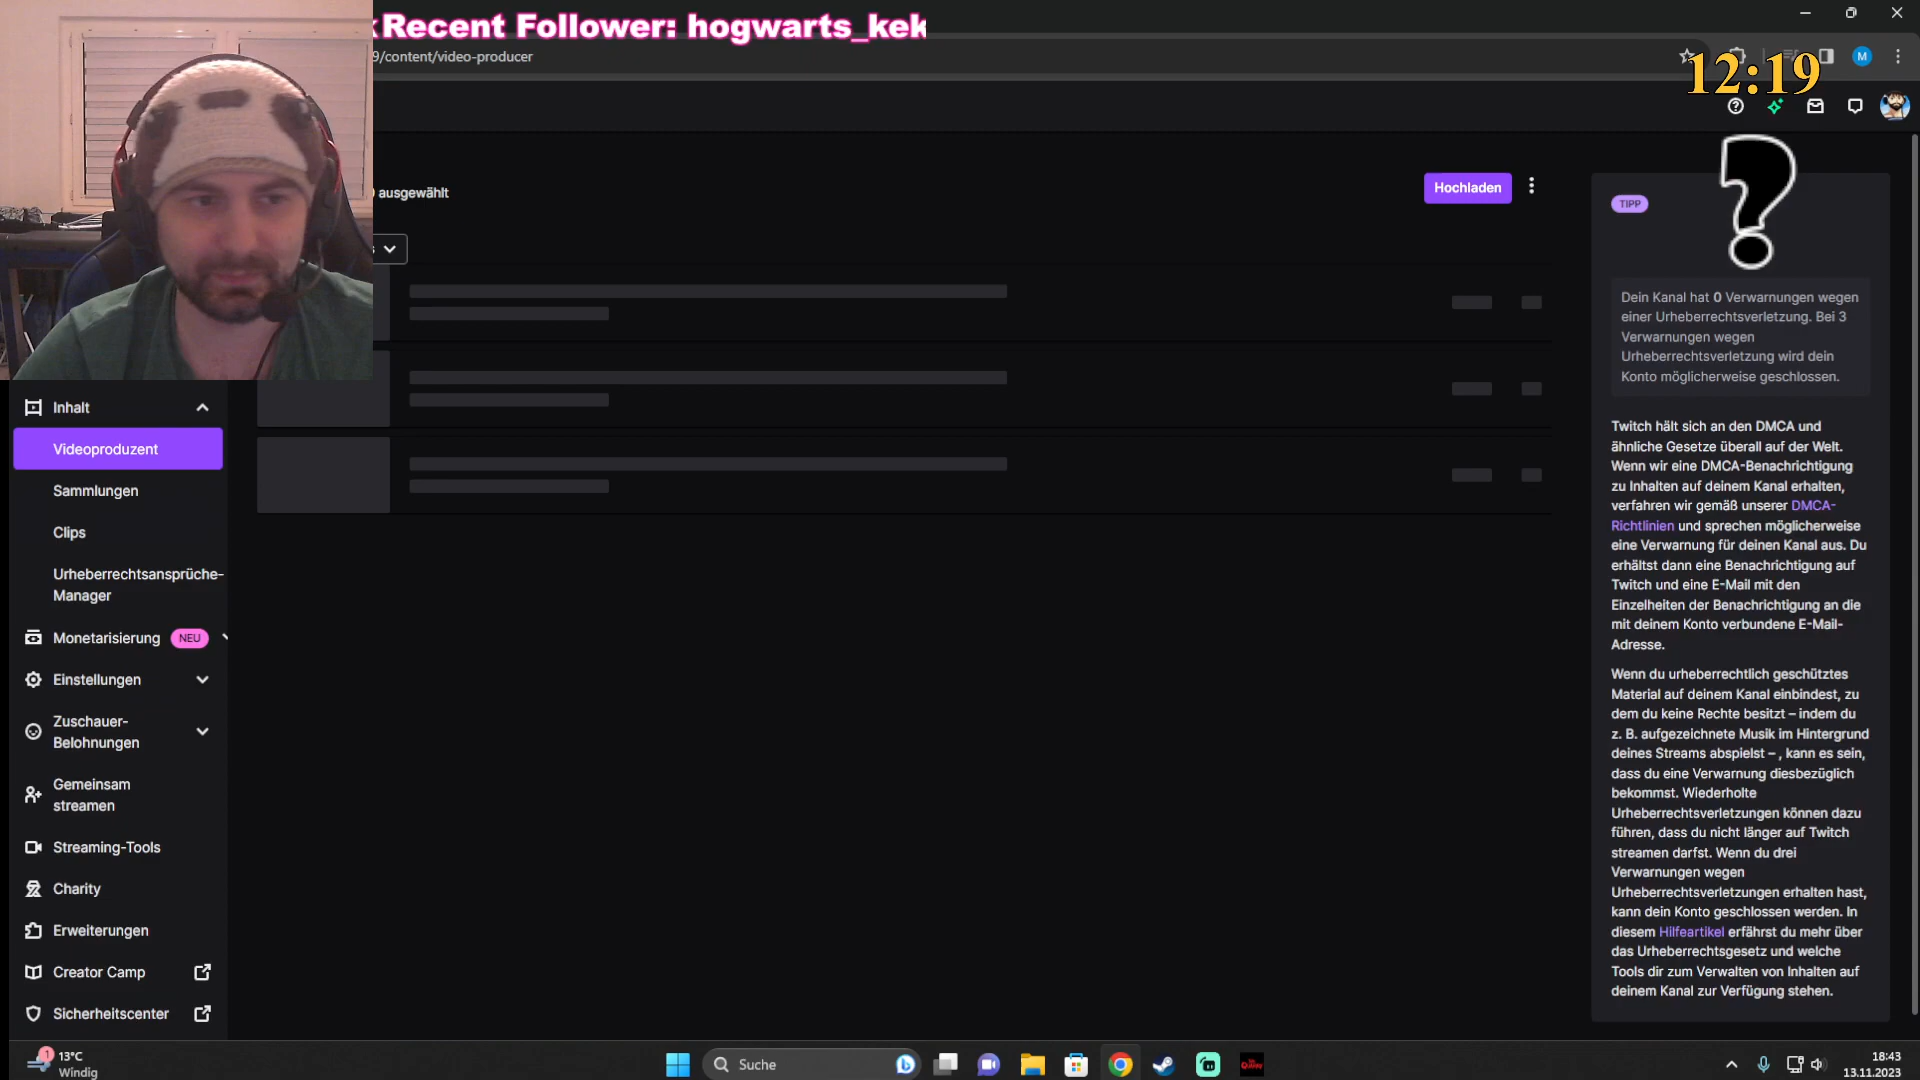 Recent Follower: hogwarts_kek
9/content/video-producer
M
12:19
ausgewählt
Hochladen
TIPP
Dein Kanal hat 0 Verwarnungen wegen
einer Urheberrechtsverletzung. Bei 3
Verwarnungen wegen
Urheberrechtsverletzung wird dein
Konto möglicherweise geschlossen.
Twitch hält sich an den DMCA und
ähnliche Gesetze überall auf der Welt.
Wenn wir eine DMCA-Benachrichtigung
zu Inhalten auf deinem Kanal erhalten,
verfahren wir gemäß unserer DMCA-
Richtlinien und sprechen möglicherweise
eine Verwarnung für deinen Kanal aus. Du
erhältst dann eine Benachrichtigung auf
Twitch und eine E-Mail mit den
Einzelheiten der Benachrichtigung an die
mit deinem Konto verbundene E-Mail-
Adresse.
Wenn du urheberrechtlich geschütztes
Material auf deinem Kanal einbindest, zu
dem du keine Rechte besitzt – indem du
z. B. aufgezeichnete Musik im Hintergrund
deines Streams abspielst – , kann es sein,
dass du eine Verwarnung diesbezüglich
bekommst. Wiederholte
Urheberrechtsverletzungen können dazu
führen, dass du nicht länger auf Twitch
streamen darfst. Wenn du drei
Verwarnungen wegen
Urheberrechtsverletzungen erhalten hast,
kann dein Konto geschlossen werden. In
diesem Hilfeartikel erfährst du mehr über
das Urheberrechtsgesetz und welche
Tools dir zum Verwalten von Inhalten auf
deinem Kanal zur Verfügung stehen.
Inhalt
Videoproduzent
Sammlungen
Clips
Urheberrechtsansprüche-
Manager
Monetarisierung NEU
Einstellungen
Zuschauer-
Belohnungen
Gemeinsam
streamen
Streaming-Tools
Charity
Erweiterungen
Creator Camp
Sicherheitscenter
1
13°C
Windig
Suche
18:43
13.11.2023